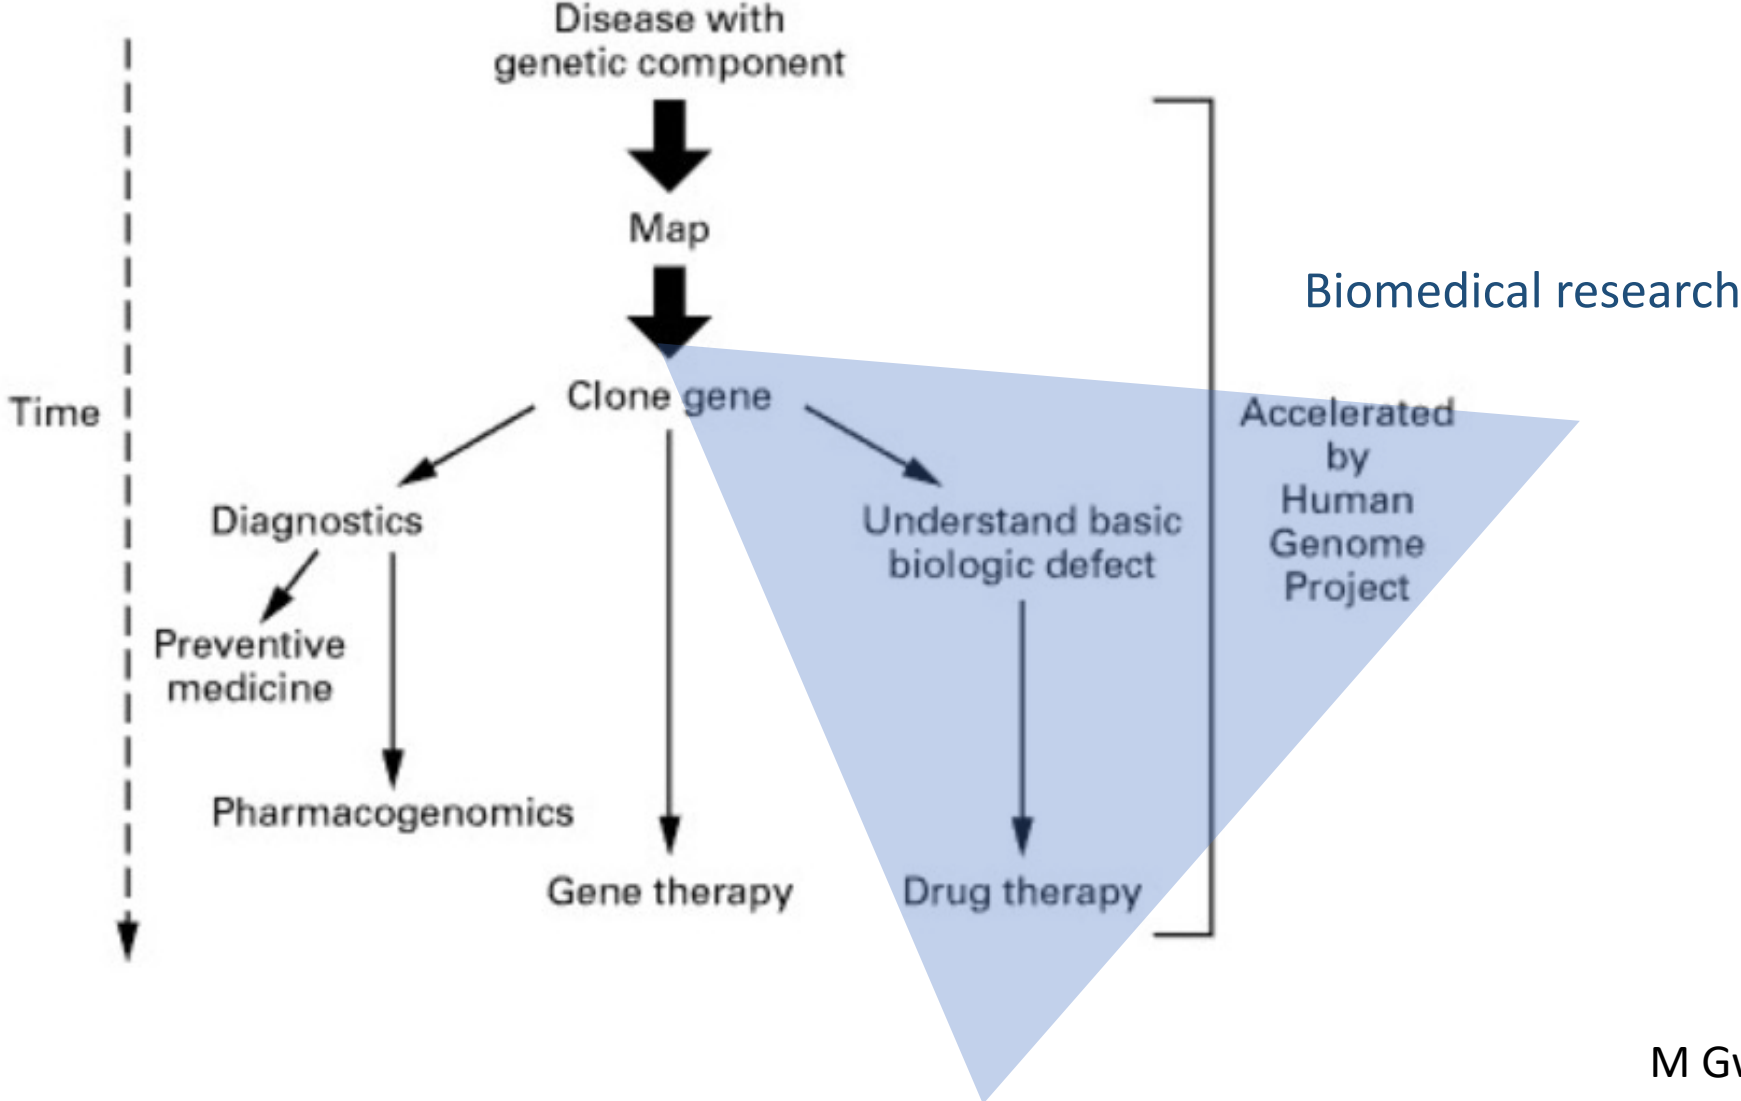 Disease with
genetic component
Map
Biomedical research
Clone gene
Time
Accelerated
by
Human
Genome
Project
Diagnostics
Understand basic
biologic defect
Preventive
medicine
Pharmacogenomics
Gene therapy
Drug therapy
M